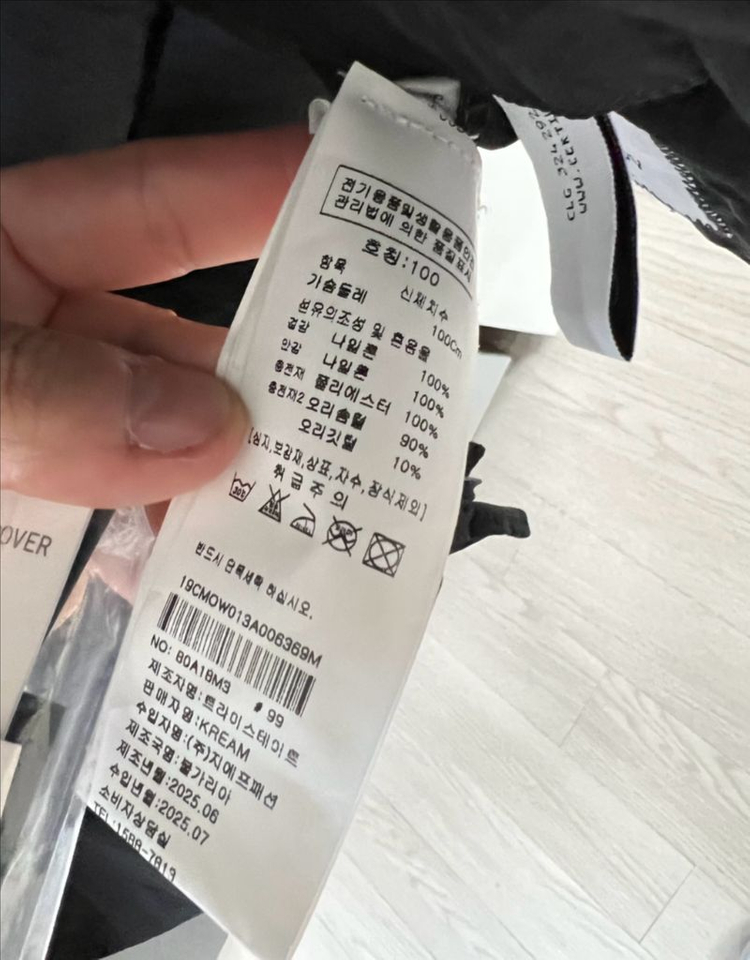 전기용품및생활용품안
관리법에 의한 품질표시
호칭:100
항목 신체치수
가슴둘레 100Cm
섬유의조성 및 혼용율
겉감 나일론 100%
안감 나일론 100%
충전재 폴리에스터 100%
충전재2 오리솜털 90%
오리깃털 10%
[심지,보강재,상표,자수,장식제외]
취급주의
반드시 단독세탁 하십시오.
19CMOW013A006369M
NO: 80A18M3 # 99
제조자명:트라이스테이트
판매자명:KREAM
수입자명:(주)지에프패션
제조국명:불가리아
제조년월:2025.06
수입년월:2025.07
소비자상담실
TEL:1588-7813
CLG 324 292
WWW.CERTI
OVER